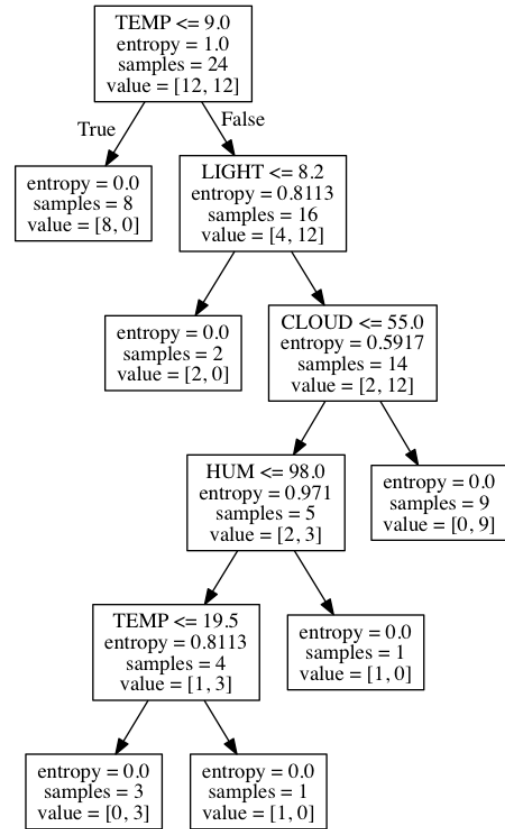 TEMP <= 9.0
entropy = 1.0
samples = 24
value = [12, 12]
True
False
entropy = 0.0
samples = 8
value = [8, 0]
LIGHT <= 8.2
entropy = 0.8113
samples = 16
value = [4, 12]
entropy = 0.0
samples = 2
value = [2, 0]
CLOUD <= 55.0
entropy = 0.5917
samples = 14
value = [2, 12]
HUM <= 98.0
entropy = 0.971
samples = 5
value = [2, 3]
entropy = 0.0
samples = 9
value = [0, 9]
TEMP <= 19.5
entropy = 0.8113
samples = 4
value = [1, 3]
entropy = 0.0
samples = 1
value = [1, 0]
entropy = 0.0
samples = 3
value = [0, 3]
entropy = 0.0
samples = 1
value = [1, 0]